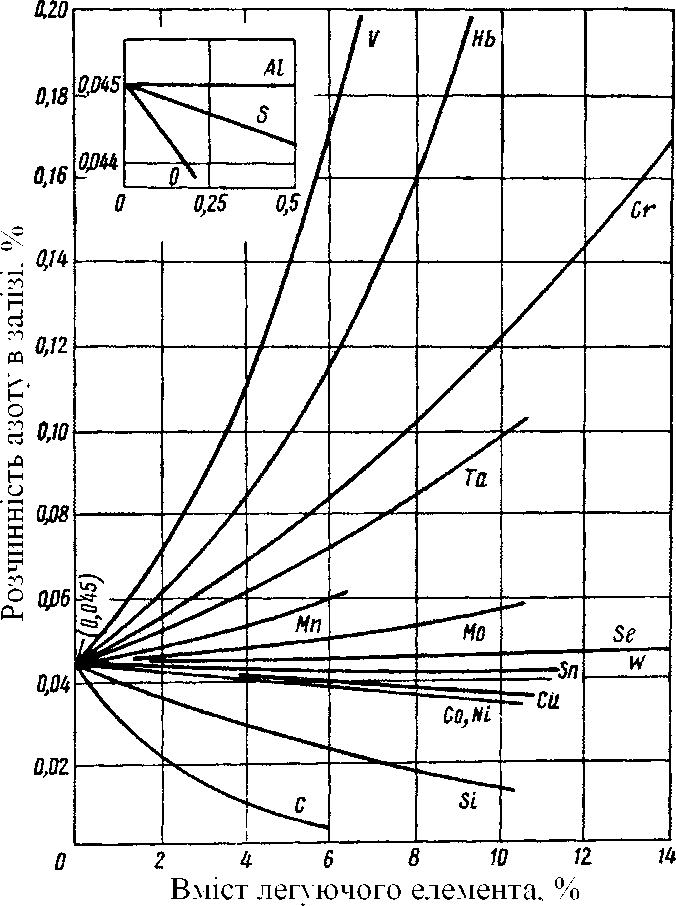 0,20
0,18
0,16
0,14
0,12
0,10
0,08
0,06
0,04
0,02
0
Розчинність азоту в залізі, %
(0,045)
0,045
0,044
0
0,25
0,5
Al
S
O
V
Nb
Cr
Ta
Mn
Mo
Se
W
Sn
Cu
Co, Ni
Si
C
2
4
6
8
10
12
14
Вміст легуючого елемента, %